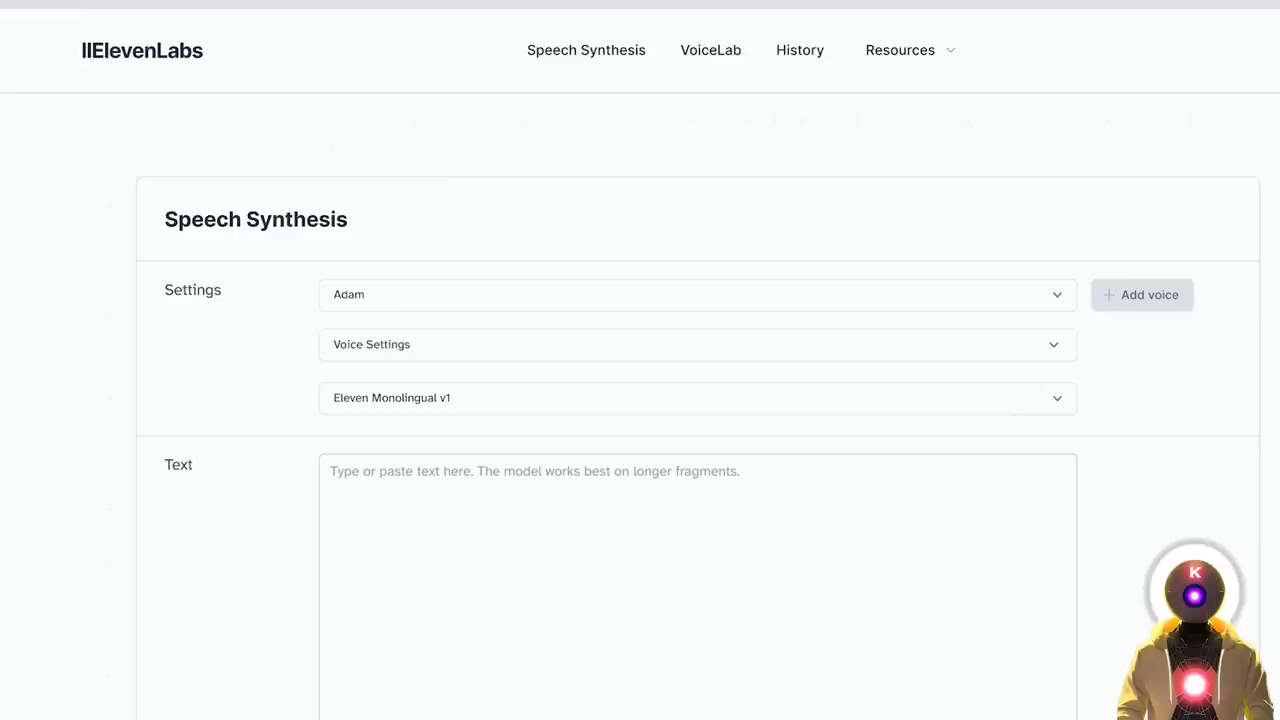 IIElevenLabs
Speech Synthesis
VoiceLab
History
Resources
Speech Synthesis
Settings
Adam
+ Add voice
Voice Settings
Eleven Monolingual v1
Text
Type or paste text here. The model works best on longer fragments.
K